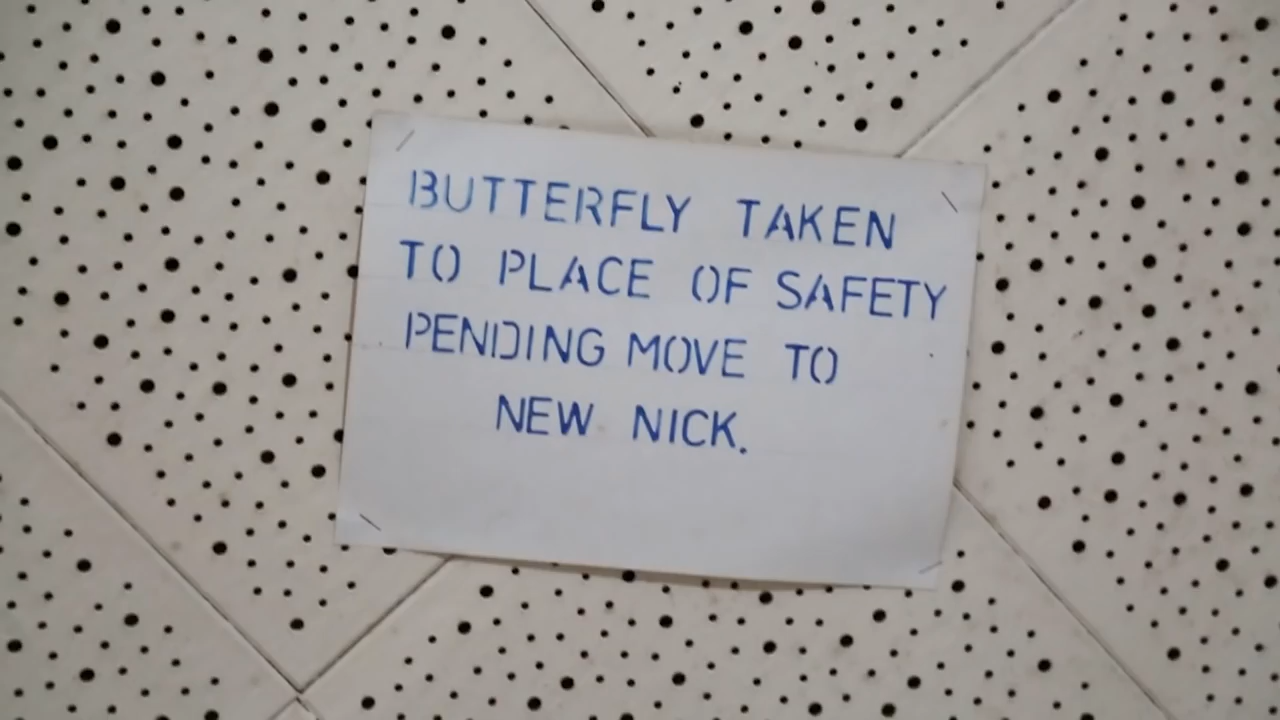 BUTTERFLY TAKEN
TO PLACE OF SAFETY
PENDING MOVE TO
NEW NICK.